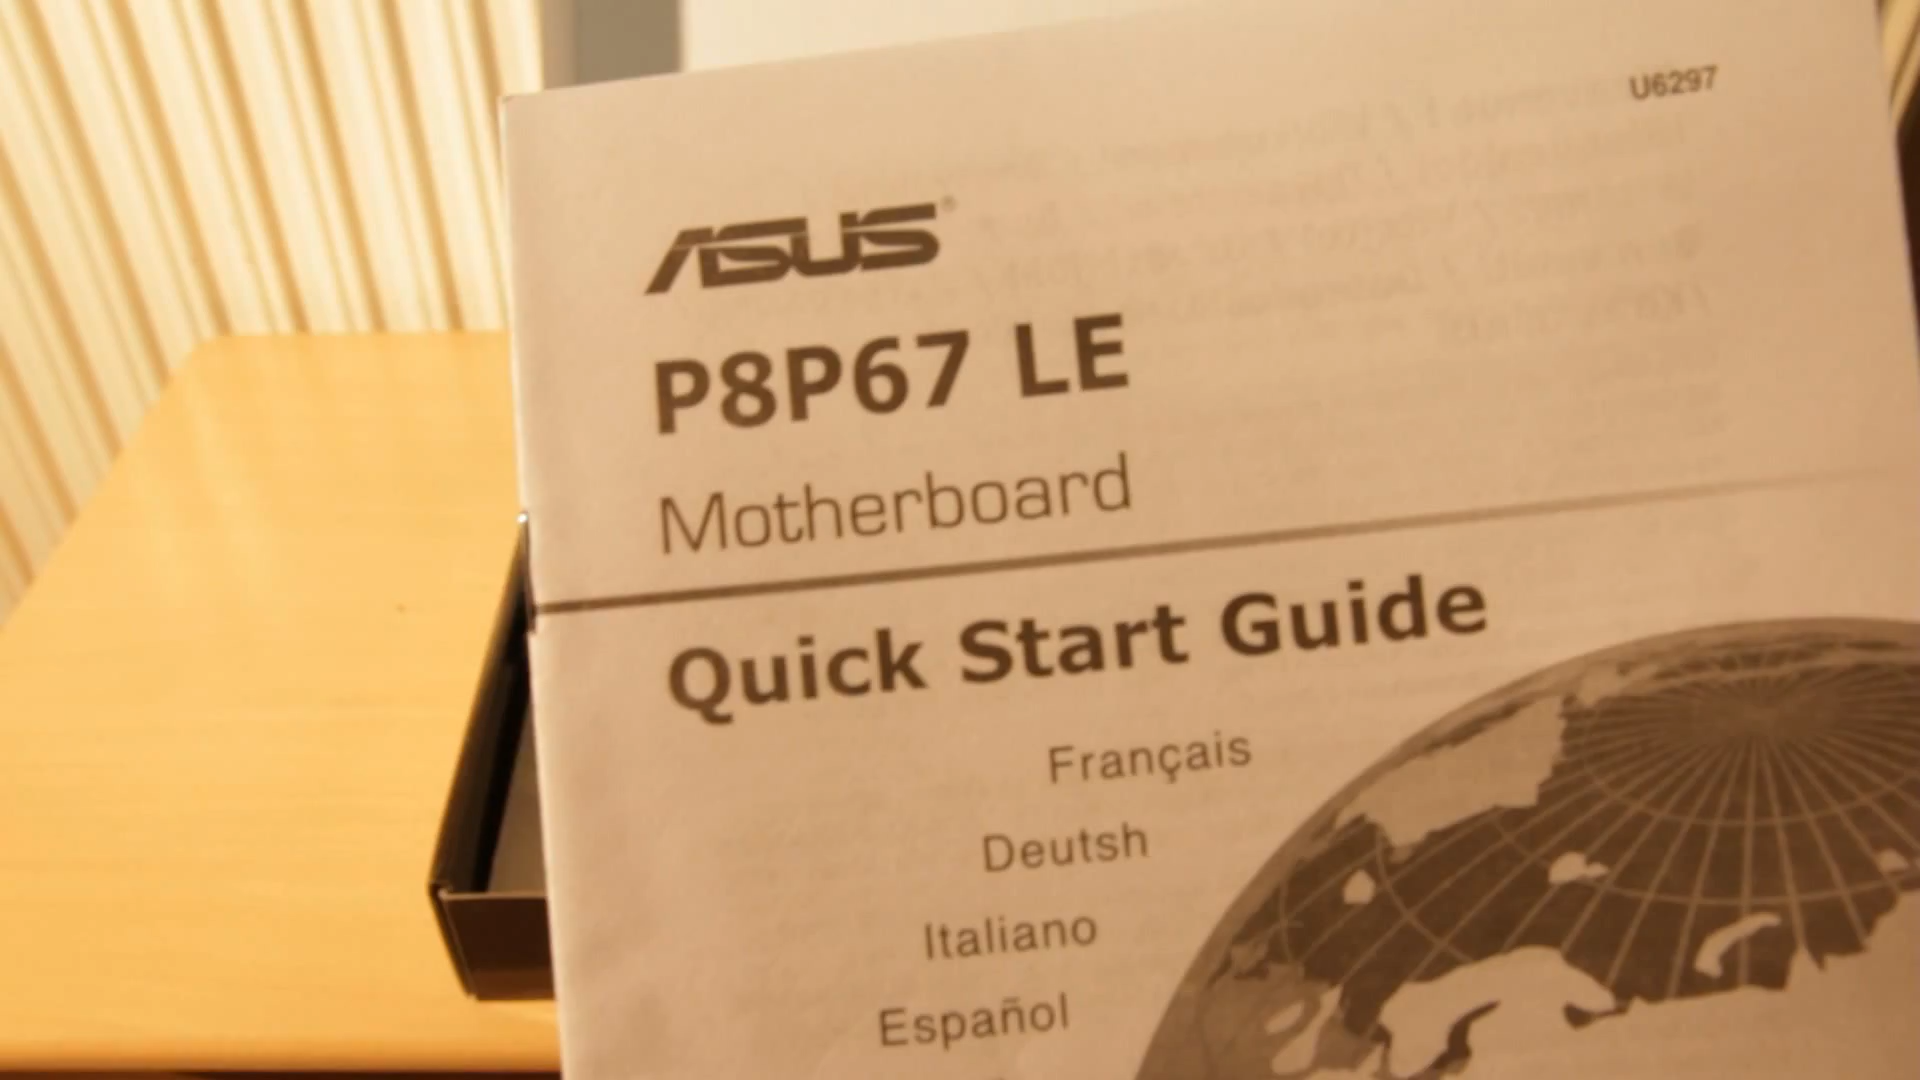 U6297
ASUS®
P8P67 LE
Motherboard
Quick Start Guide
Français
Deutsh
Italiano
Español